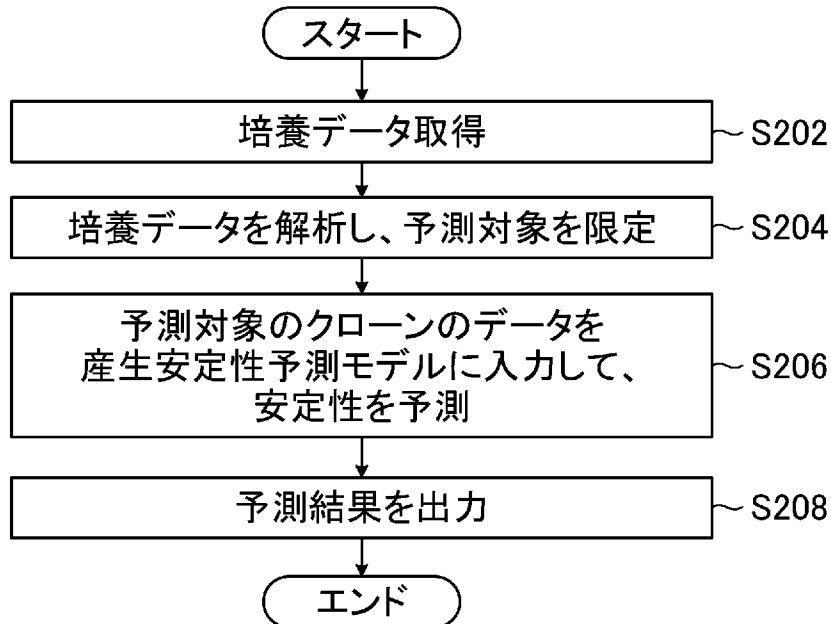 スタート
培養データ取得
S202
培養データを解析し、予測対象を限定
S204
予測対象のクローンのデータを
産生安定性予測モデルに入力して、
安定性を予測
S206
予測結果を出力
S208
エンド